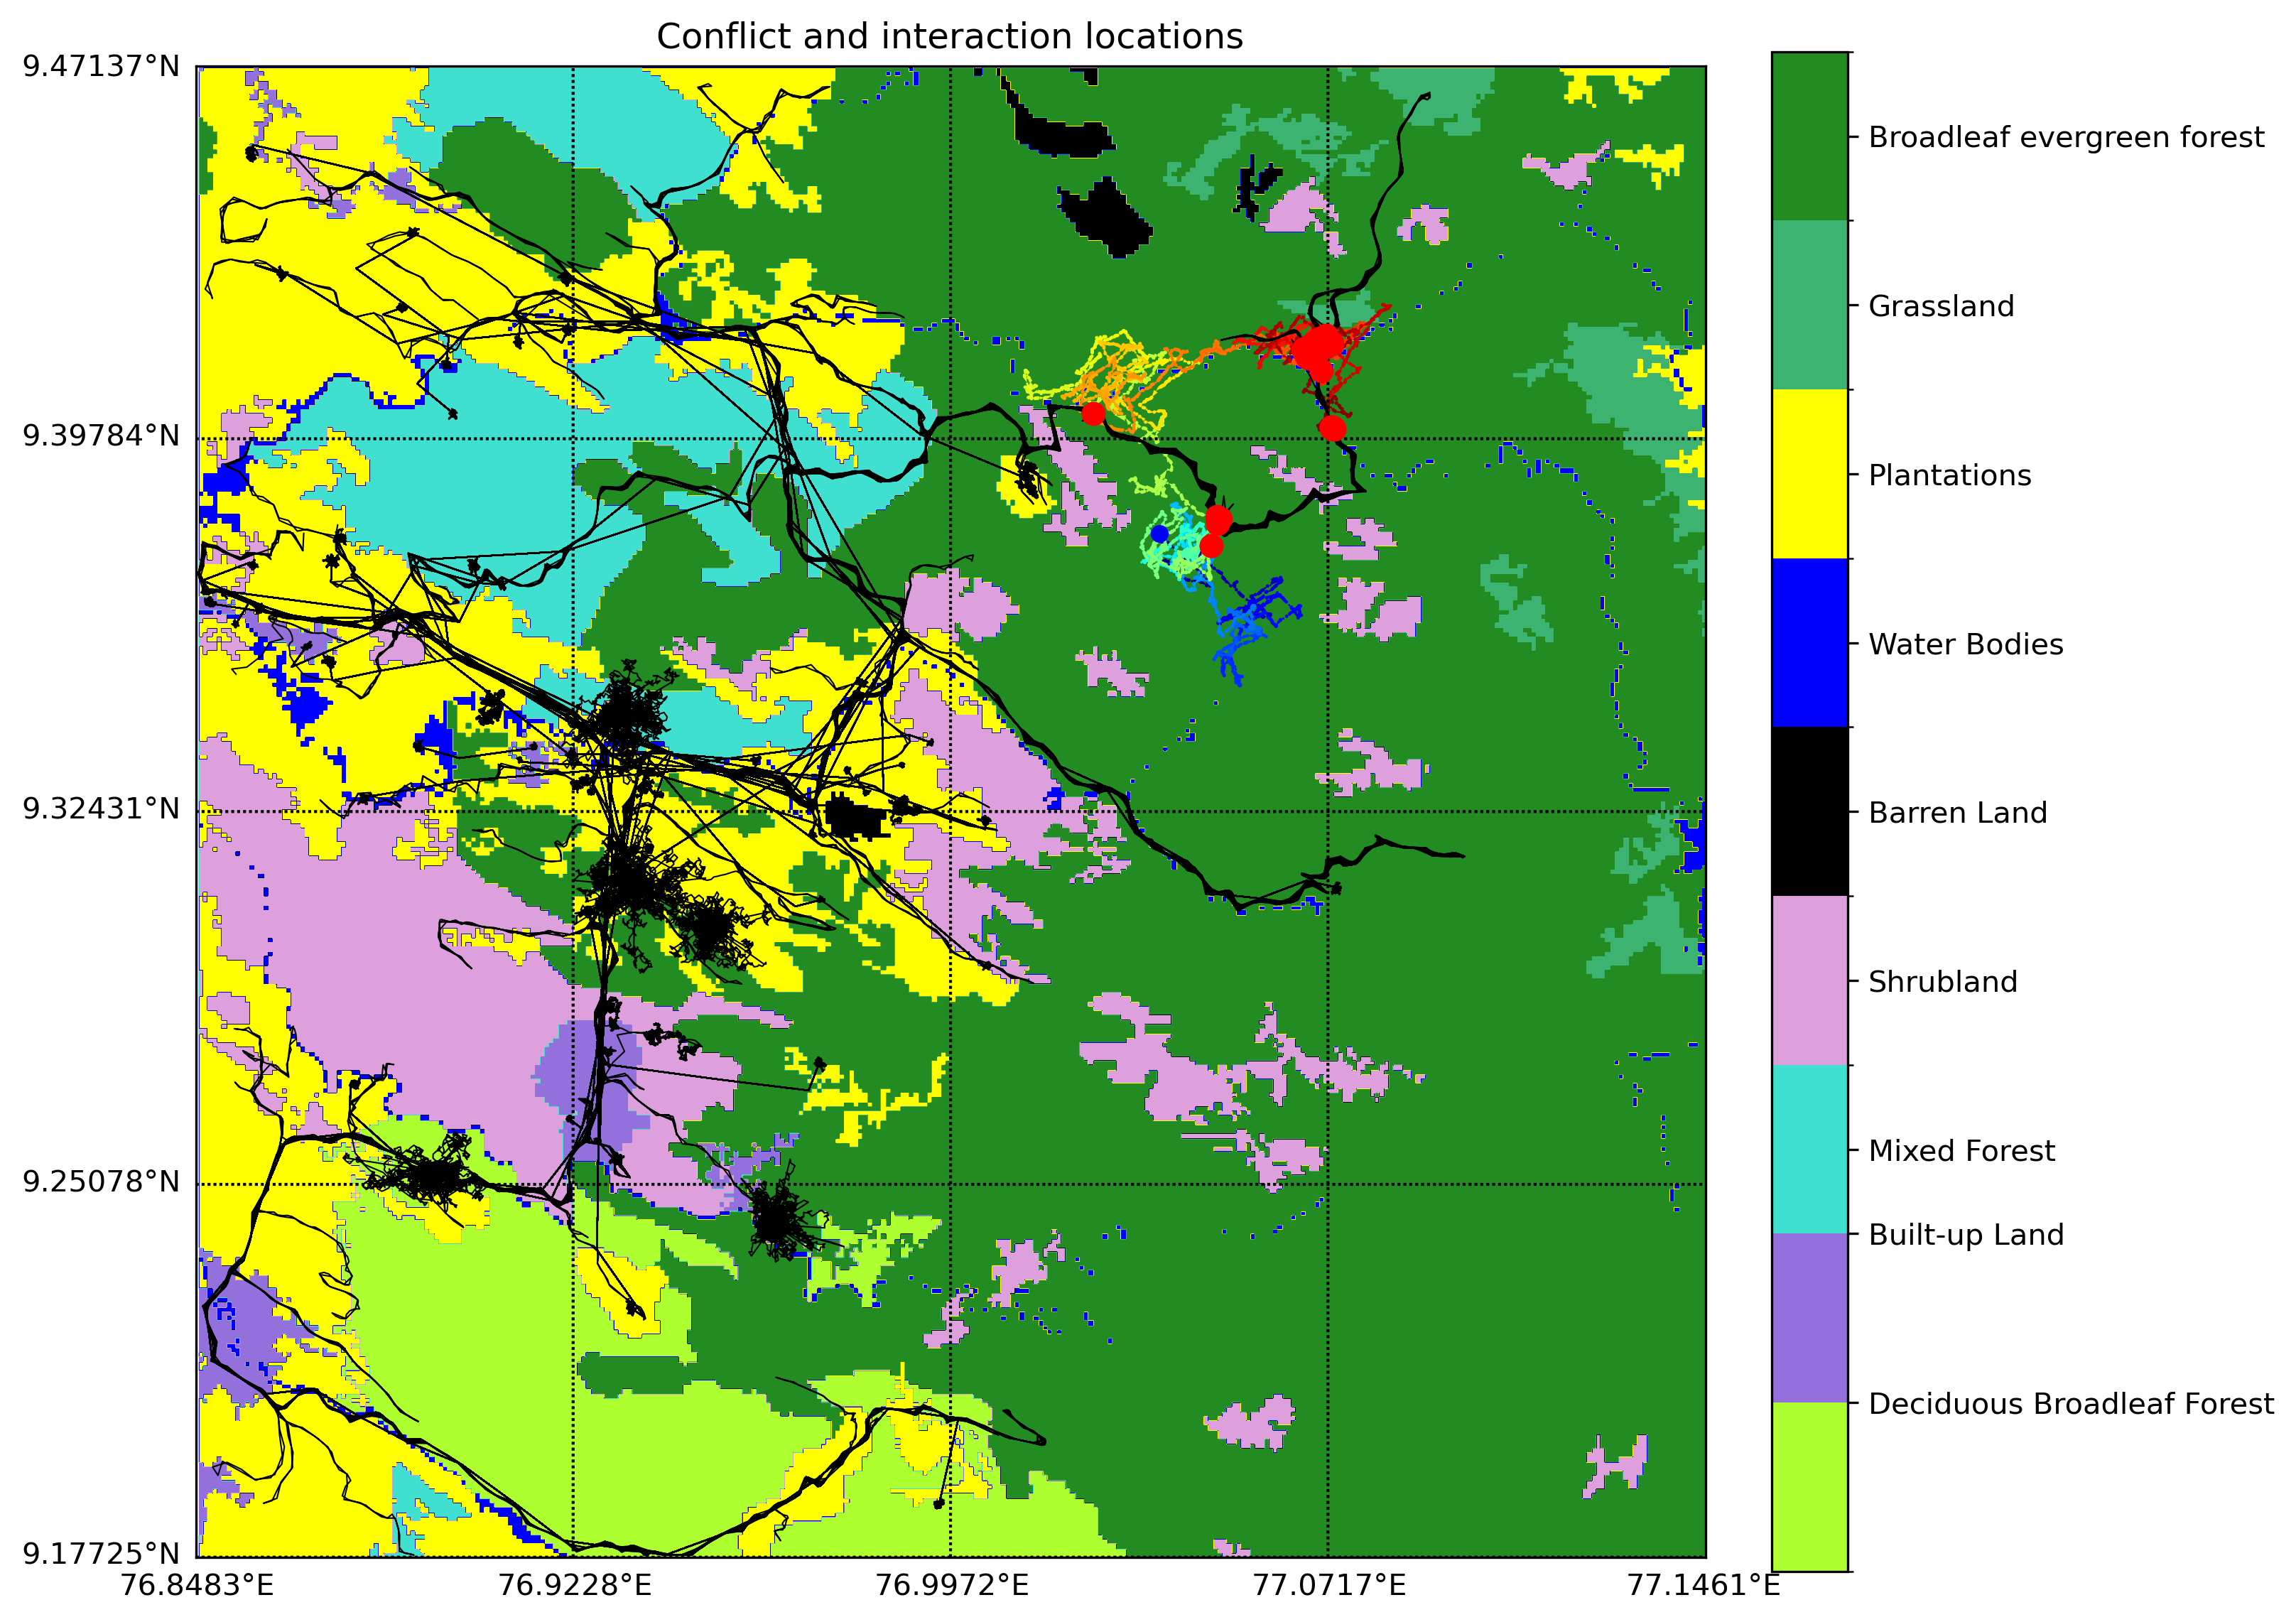 Conflict and interaction locations
9.47137°N
9.39784°N
9.32431°N
9.25078°N
9.17725°N
76.8483°E
76.9228°E
76.9972°E
77.0717°E
77.1461°E
Broadleaf evergreen forest
Grassland
Plantations
Water Bodies
Barren Land
Shrubland
Mixed Forest
Built-up Land
Deciduous Broadleaf Forest